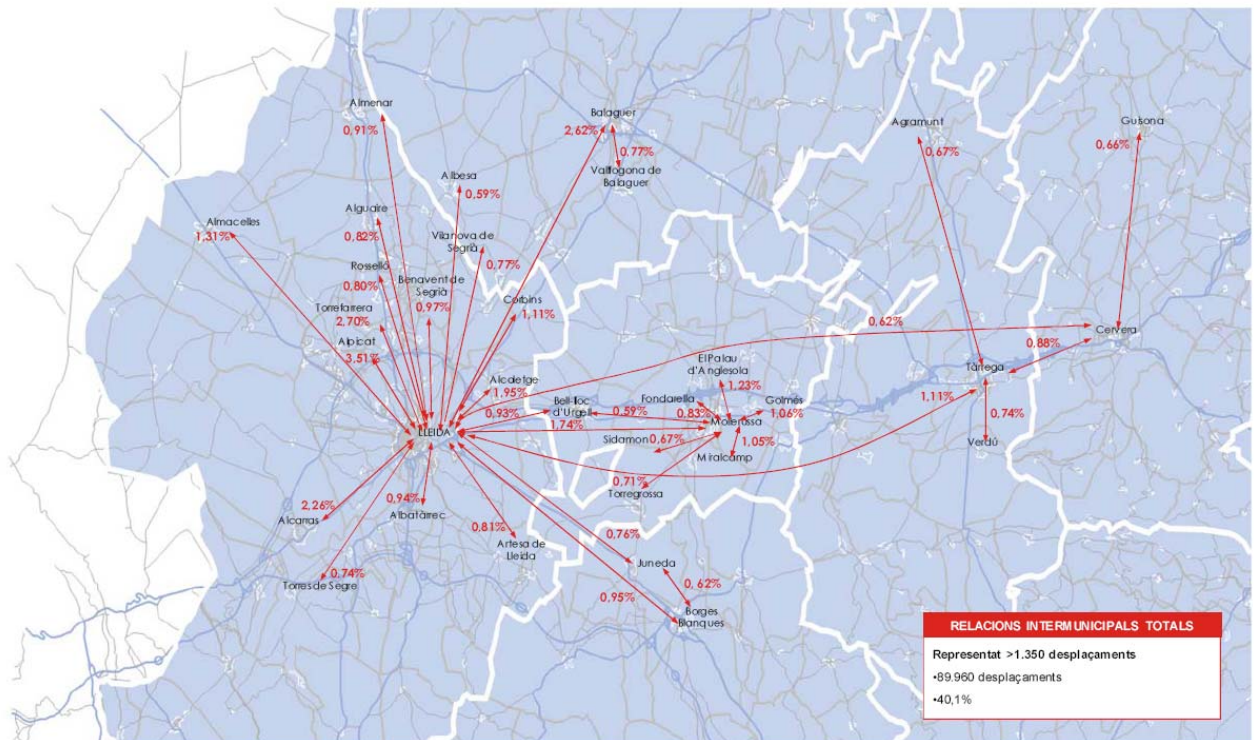 Almenar
0,91%
Balaguer
2,62%
0,77%
Vallfogona de
Balaguer
Agramunt
0,67%
Guisona
0,66%
Albesa
0,59%
Almacelles
1,31%
Alguaire
0,82%
Vilanova de
Segrià
0,77%
Rosselló
0,80%
Benavent de
Segrià
0,97%
Corbins
1,11%
Torrefarrera
2,70%
Alpicat
3,51%
0,62%
Cervera
0,88%
Tàrrega
1,11%
0,74%
Verdú
El Palau
d'Anglesola
1,23%
Alcoletge
1,95%
Fondarella
0,83%
Golmés
1,06%
Bell-lloc
d'Urgell
0,93%
0,59%
1,74%
Mollerussa
LLEIDA
Sidamon
0,67%
1,05%
Miralcamp
0,71%
Torregrossa
2,26%
Alcarras
0,94%
Albatàrrec
0,81%
Artesa de
Lleida
0,76%
Juneda
0,74%
Torres de Segre
0,95%
0, 62%
Borges
Blanques
RELACIONS INTERMUNICIPALS TOTALS
Representat >1.350 desplaçaments
•89.960 desplaçaments
•40,1%